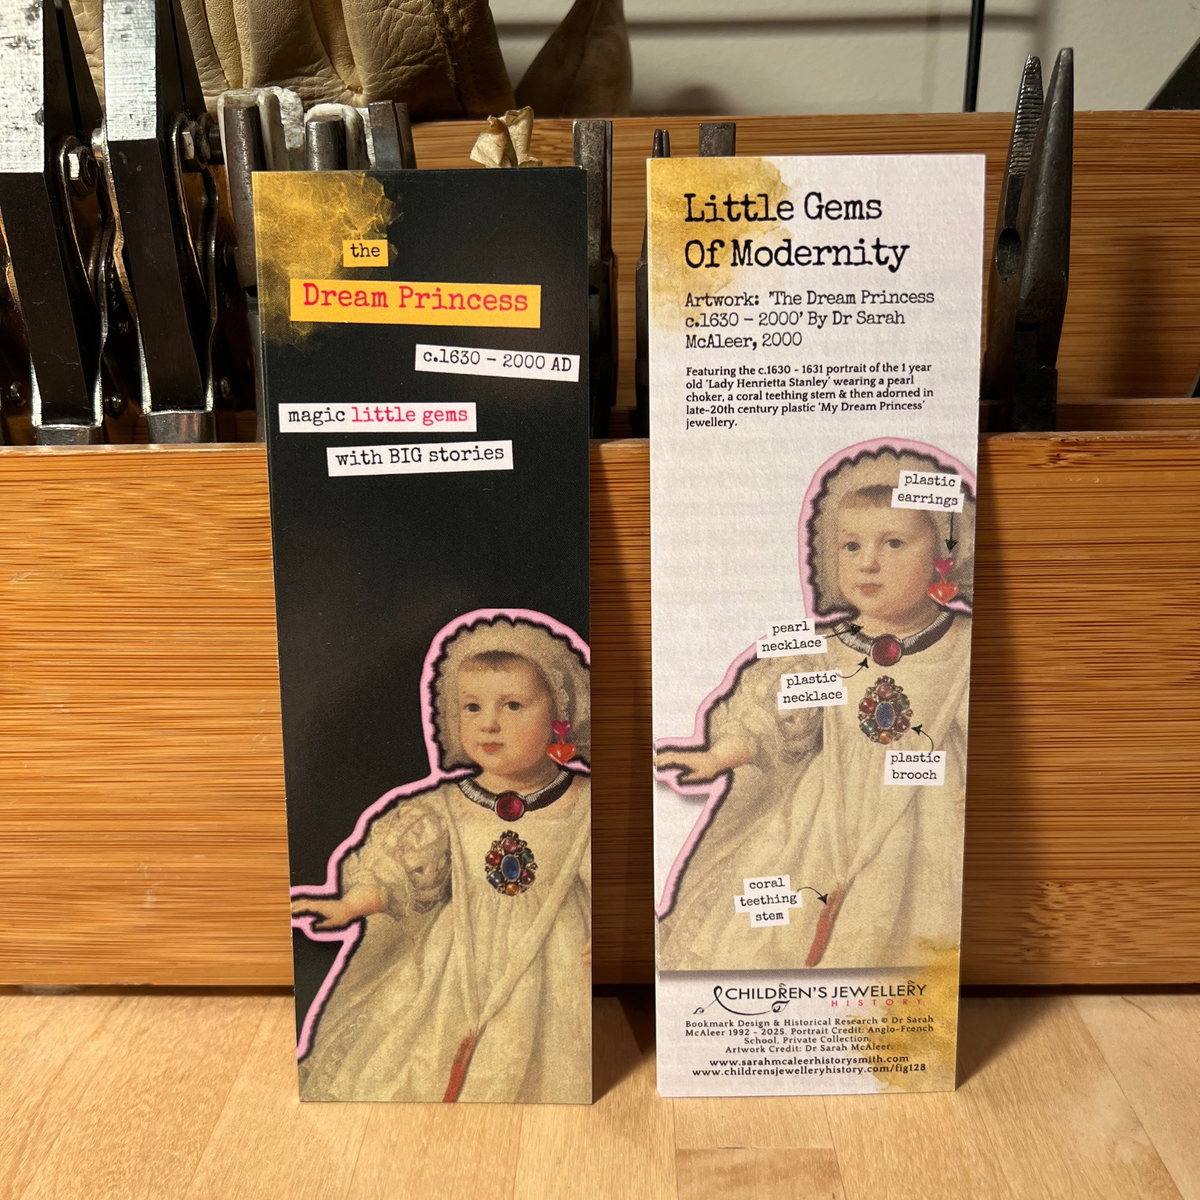 the
Dream Princess
c.1630 - 2000 AD
magic little gems
with BIG stories
Little Gems
Of Modernity
Artwork: 'The Dream Princess
c.1630 - 2000' By Dr Sarah
McAleer, 2000
Featuring the c.1630 - 1631 portrait of the 1 year
old 'Lady Henrietta Stanley' wearing a pearl
choker, a coral teething stem & then adorned in
late-20th century plastic 'My Dream Princess'
jewellery.
plastic
earrings
pearl
necklace
plastic
necklace
plastic
brooch
coral
teething
stem
CHILDREN'S JEWELLERY
HISTORY
Bookmark Design & Historical Research © Dr Sarah
McAleer 1992 - 2025. Portrait Credit: Anglo-French
School, Private Collection.
Artwork Credit: Dr Sarah McAleer.
www.sarahmcaleerhistorysmith.com
www.childrensjewelleryhistory.com/fig128